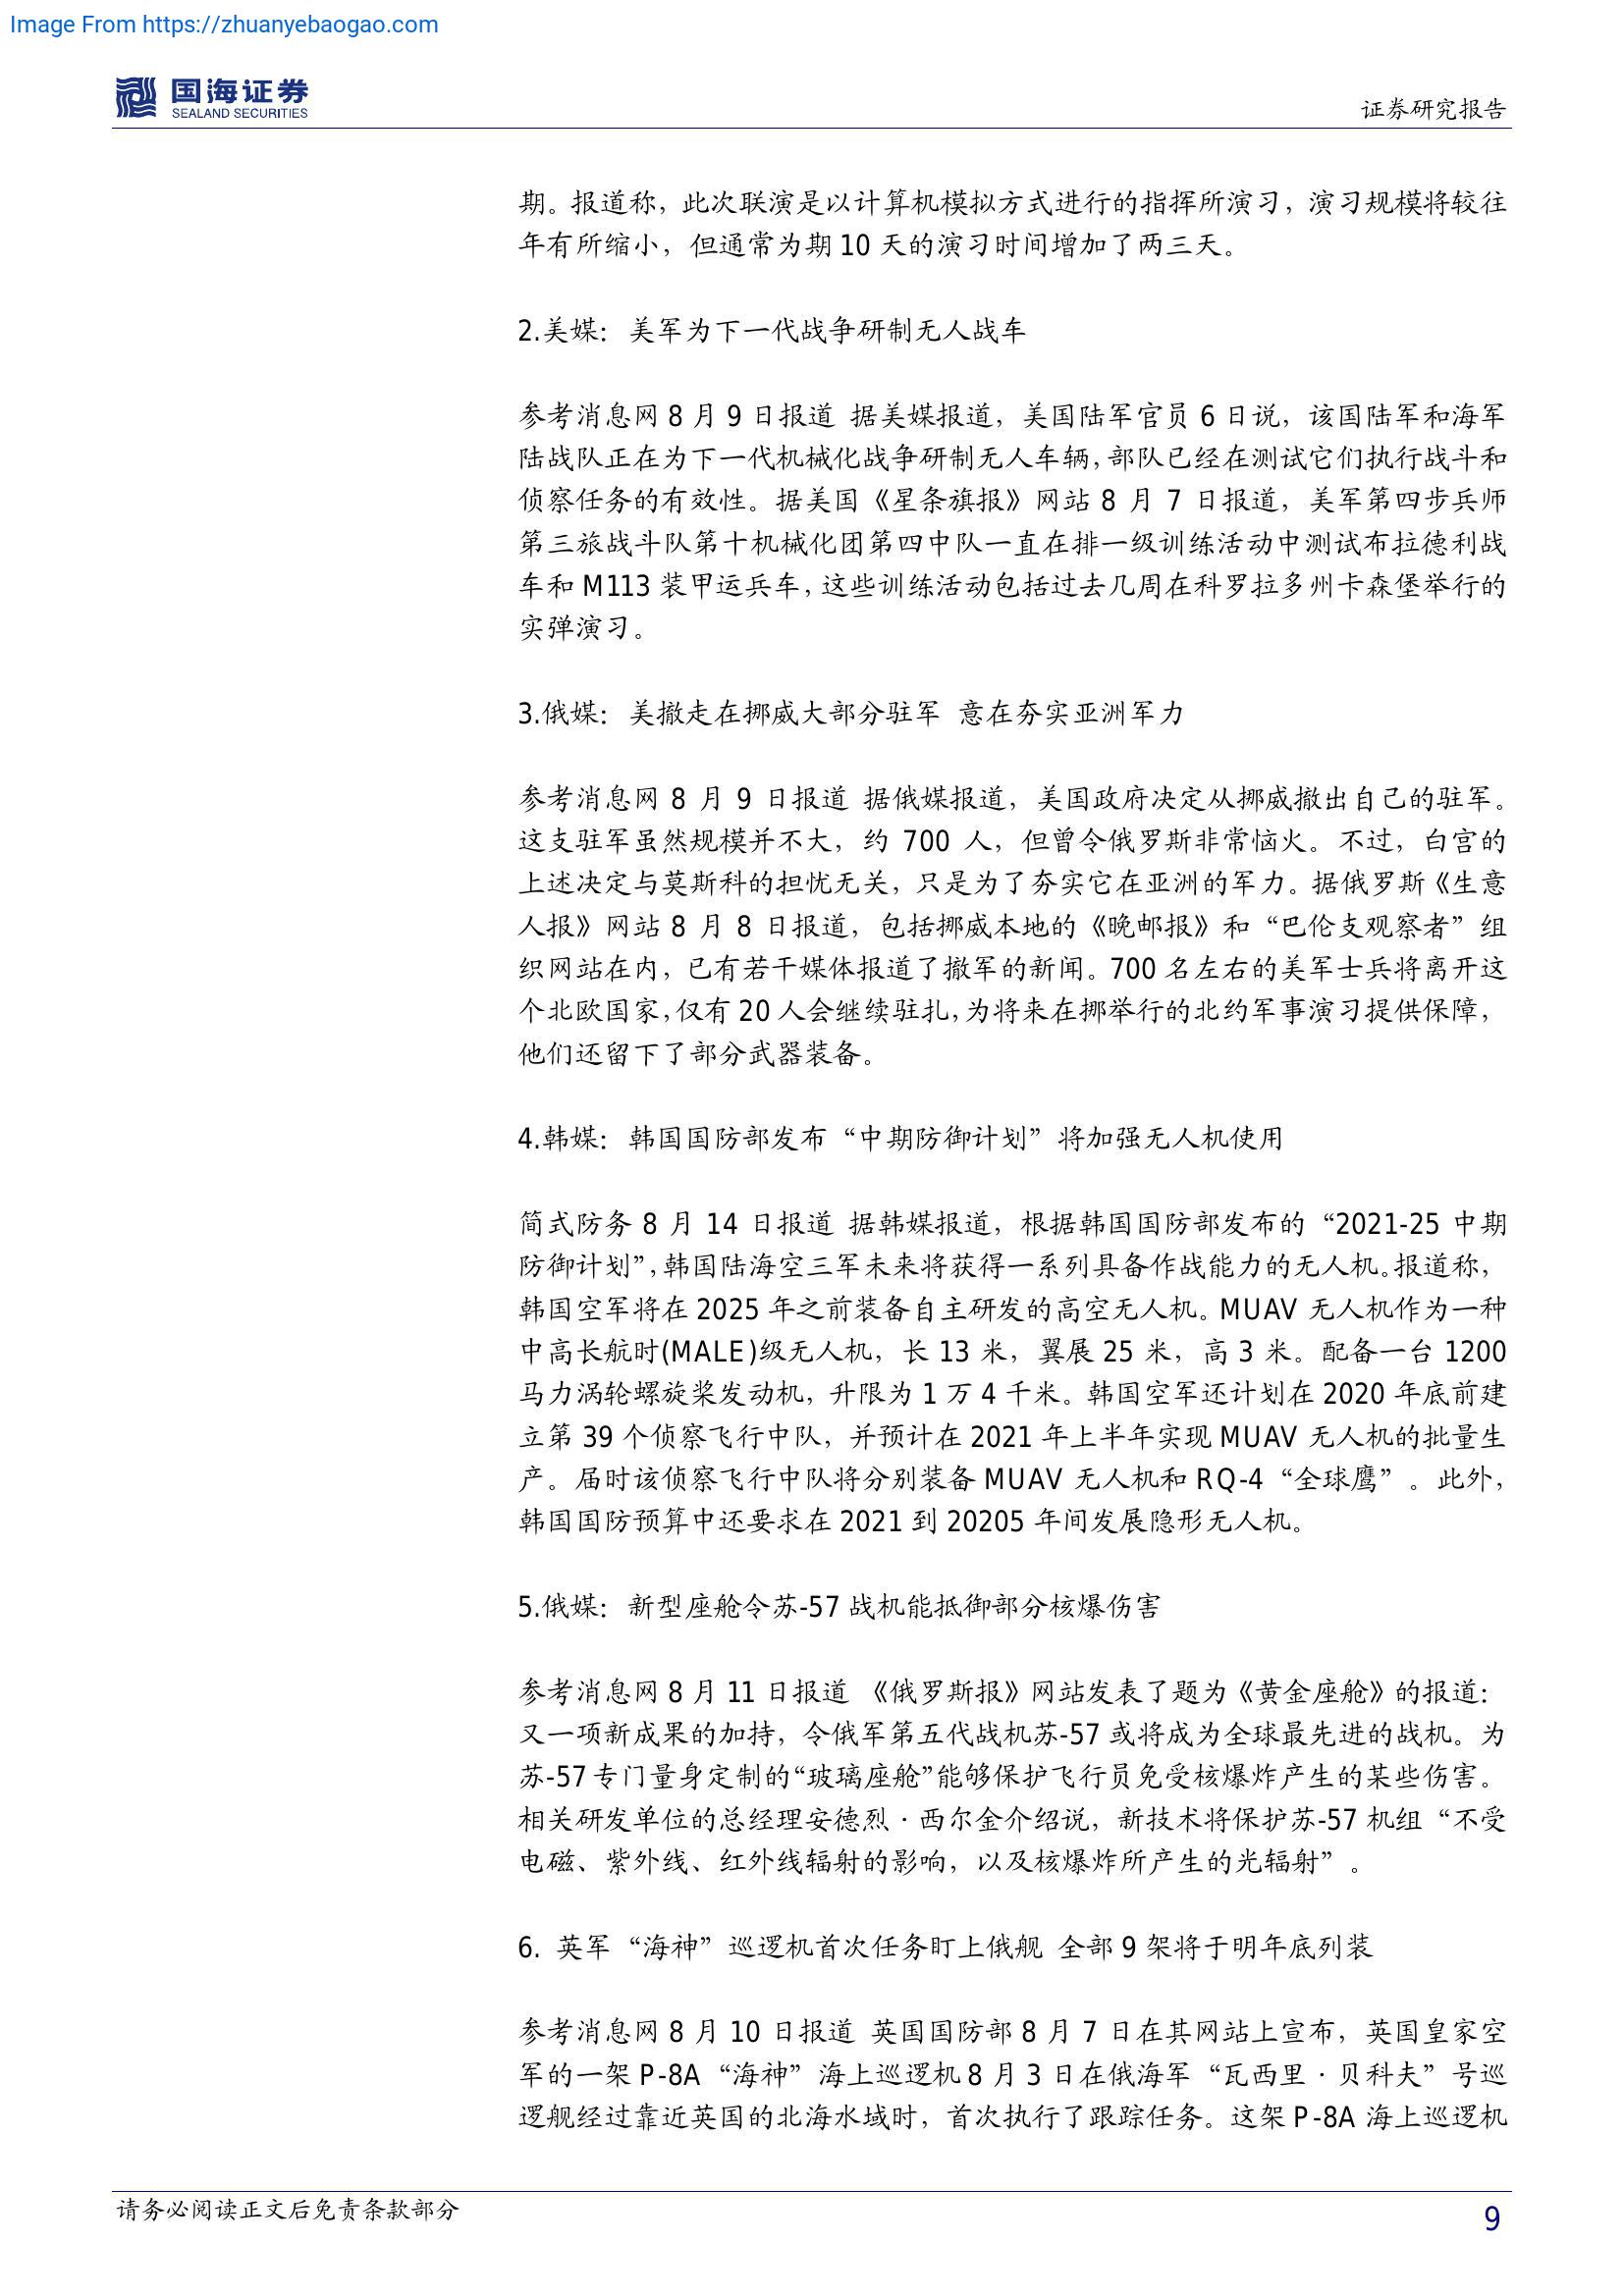 Image From https://zhuanyebaogao.com
国海证券
SEALAND SECURITIES
证券研究报告
期。报道称，此次联演是以计算机模拟方式进行的指挥所演习，演习规模将较往
年有所缩小，但通常为期 10 天的演习时间增加了两三天。
2.美媒：美军为下一代战争研制无人战车
参考消息网 8 月 9 日报道 据美媒报道，美国陆军官员 6 日说，该国陆军和海军
陆战队正在为下一代机械化战争研制无人车辆，部队已经在测试它们执行战斗和
侦察任务的有效性。据美国《星条旗报》网站 8 月 7 日报道，美军第四步兵师
第三旅战斗队第十机械化团第四中队一直在排一级训练活动中测试布拉德利战
车和 M113 装甲运兵车，这些训练活动包括过去几周在科罗拉多州卡森堡举行的
实弹演习。
3.俄媒：美撤走在挪威大部分驻军 意在夯实亚洲军力
参考消息网 8 月 9 日报道 据俄媒报道，美国政府决定从挪威撤出自己的驻军。
这支驻军虽然规模并不大，约 700 人，但曾令俄罗斯非常恼火。不过，白宫的
上述决定与莫斯科的担忧无关，只是为了夯实它在亚洲的军力。据俄罗斯《生意
人报》网站 8 月 8 日报道，包括挪威本地的《晚邮报》和“巴伦支观察者”组
织网站在内，已有若干媒体报道了撤军的新闻。700 名左右的美军士兵将离开这
个北欧国家，仅有 20 人会继续驻扎，为将来在挪举行的北约军事演习提供保障，
他们还留下了部分武器装备。
4.韩媒：韩国国防部发布“中期防御计划”将加强无人机使用
简式防务 8 月 14 日报道 据韩媒报道，根据韩国国防部发布的“2021-25 中期
防御计划”，韩国陆海空三军未来将获得一系列具备作战能力的无人机。报道称，
韩国空军将在 2025 年之前装备自主研发的高空无人机。MUAV 无人机作为一种
中高长航时(MALE)级无人机，长 13 米，翼展 25 米，高 3 米。配备一台 1200
马力涡轮螺旋桨发动机，升限为 1 万 4 千米。韩国空军还计划在 2020 年底前建
立第 39 个侦察飞行中队，并预计在 2021 年上半年实现 MUAV 无人机的批量生
产。届时该侦察飞行中队将分别装备 MUAV 无人机和 RQ-4“全球鹰”。此外，
韩国国防预算中还要求在 2021 到 20205 年间发展隐形无人机。
5.俄媒：新型座舱令苏-57 战机能抵御部分核爆伤害
参考消息网 8 月 11 日报道 《俄罗斯报》网站发表了题为《黄金座舱》的报道：
又一项新成果的加持，令俄军第五代战机苏-57 或将成为全球最先进的战机。为
苏-57 专门量身定制的“玻璃座舱”能够保护飞行员免受核爆炸产生的某些伤害。
相关研发单位的总经理安德烈·西尔金介绍说，新技术将保护苏-57 机组“不受
电磁、紫外线、红外线辐射的影响，以及核爆炸所产生的光辐射”。
6. 英军“海神”巡逻机首次任务盯上俄舰 全部 9 架将于明年底列装
参考消息网 8 月 10 日报道 英国国防部 8 月 7 日在其网站上宣布，英国皇家空
军的一架 P-8A“海神”海上巡逻机 8 月 3 日在俄海军“瓦西里·贝科夫”号巡
逻舰经过靠近英国的北海水域时，首次执行了跟踪任务。这架 P-8A 海上巡逻机
请务必阅读正文后免责条款部分
9